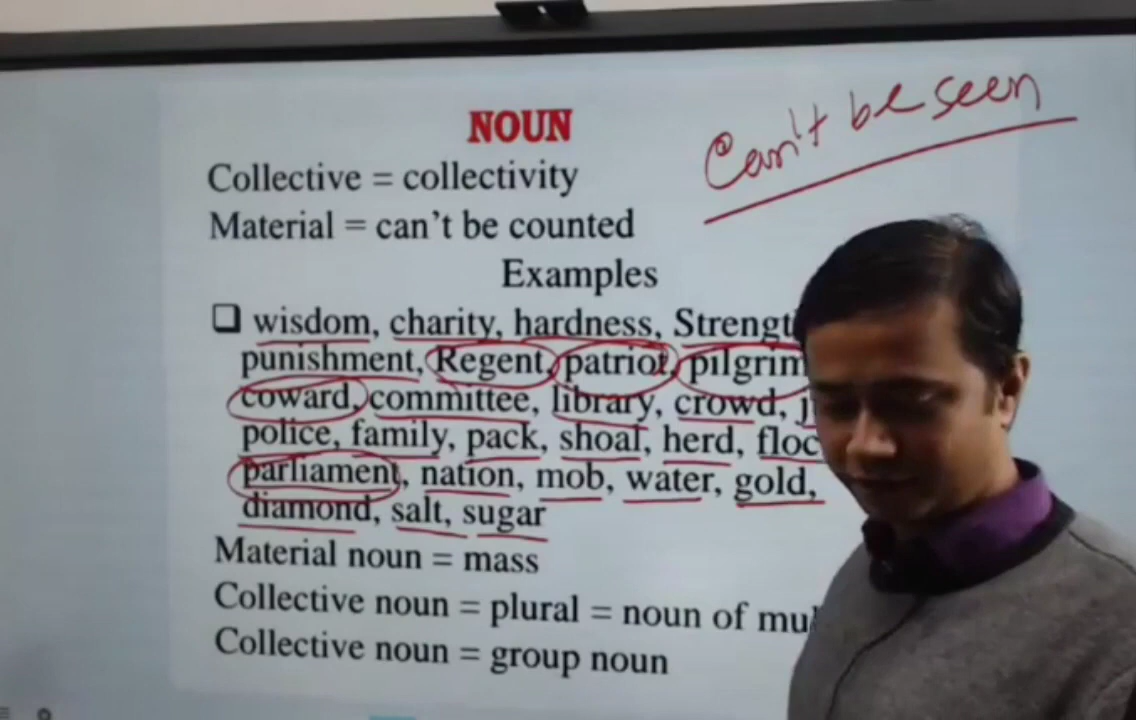 NOUN
Can't be seen
Collective = collectivity
Material = can't be counted
Examples
wisdom, charity, hardness, Strengt
punishment, Regent, patriot, pilgrim
coward, committee, library, crowd, j
police, family, pack, shoal, herd, floc
parliament, nation, mob, water, gold,
diamond, salt, sugar
Material noun = mass
Collective noun = plural = noun of mul
Collective noun = group noun